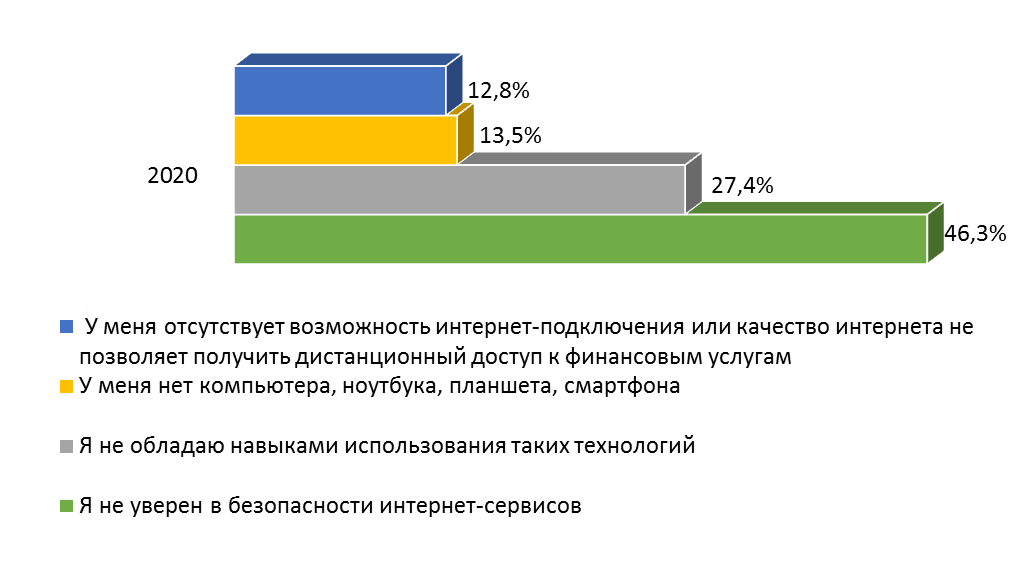 12,8%
13,5%
2020
27,4%
46,3%
У меня отсутствует возможность интернет-подключения или качество интернета не
позволяет получить дистанционный доступ к финансовым услугам
У меня нет компьютера, ноутбука, планшета, смартфона
Я не обладаю навыками использования таких технологий
Я не уверен в безопасности интернет-сервисов